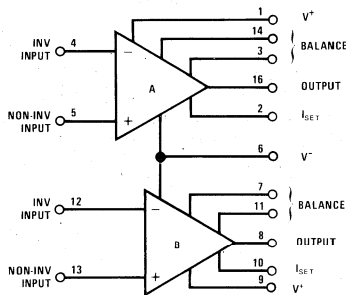 1 V+
14
BALANCE
3
INV INPUT 4
A
16 OUTPUT
2 ISET
NON-INV INPUT 5
6 V-
7
BALANCE
11
INV INPUT 12
B
8 OUTPUT
10 ISET
NON-INV INPUT 13
9 V+